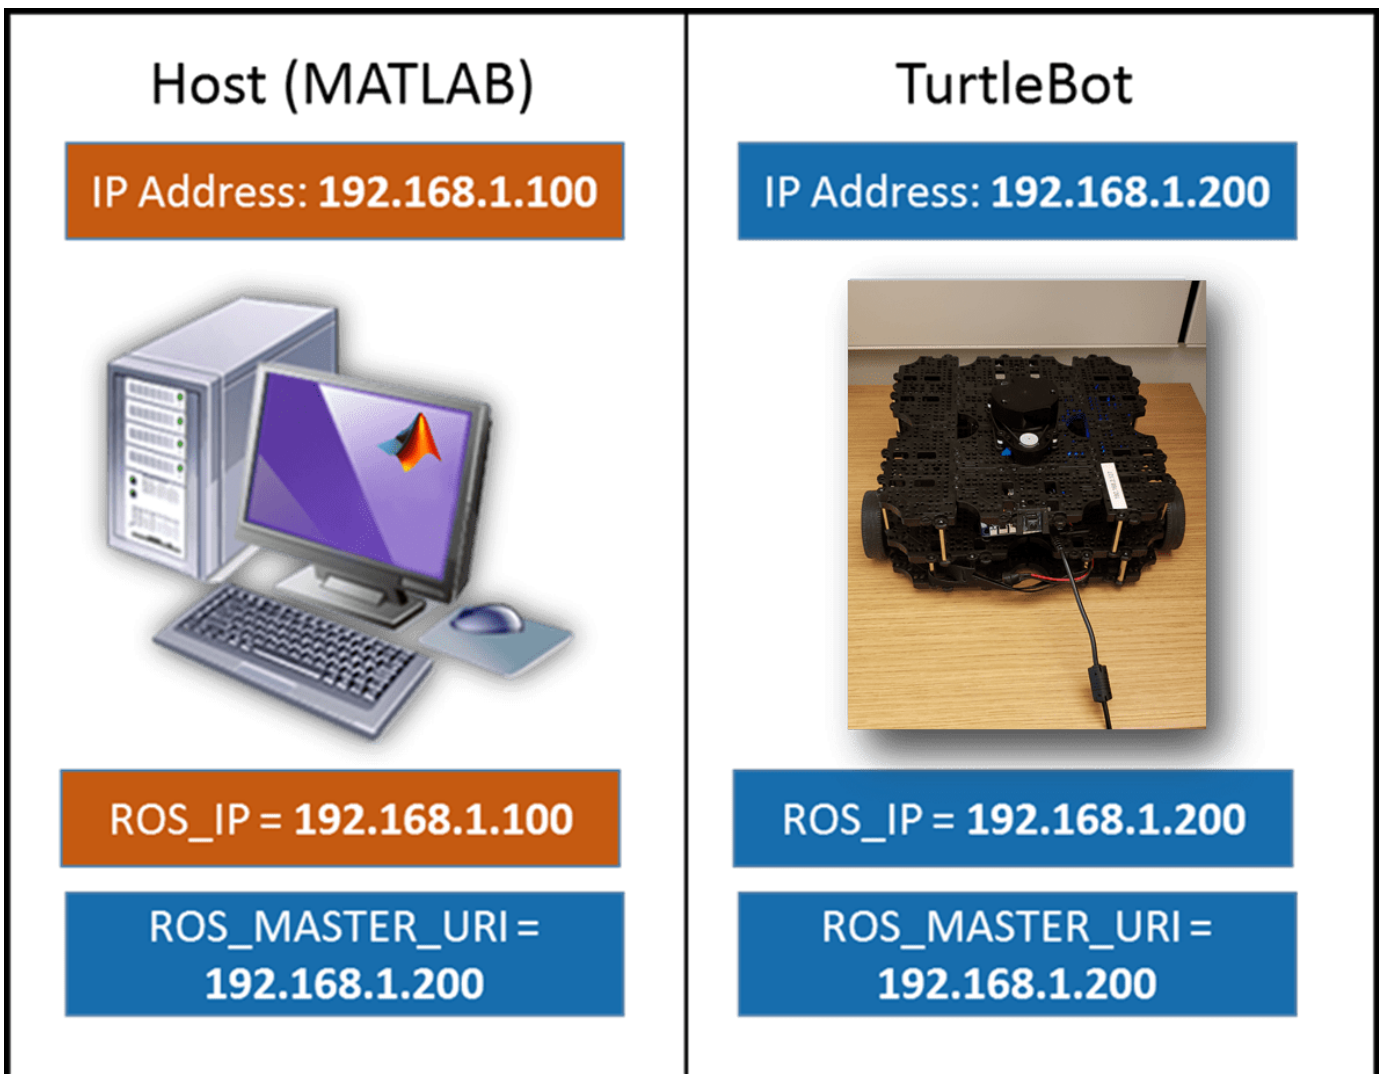 Host (MATLAB)
IP Address: 192.168.1.100
ROS_IP = 192.168.1.100
ROS_MASTER_URI =
192.168.1.200
TurtleBot
IP Address: 192.168.1.200
ROS_IP = 192.168.1.200
ROS_MASTER_URI =
192.168.1.200